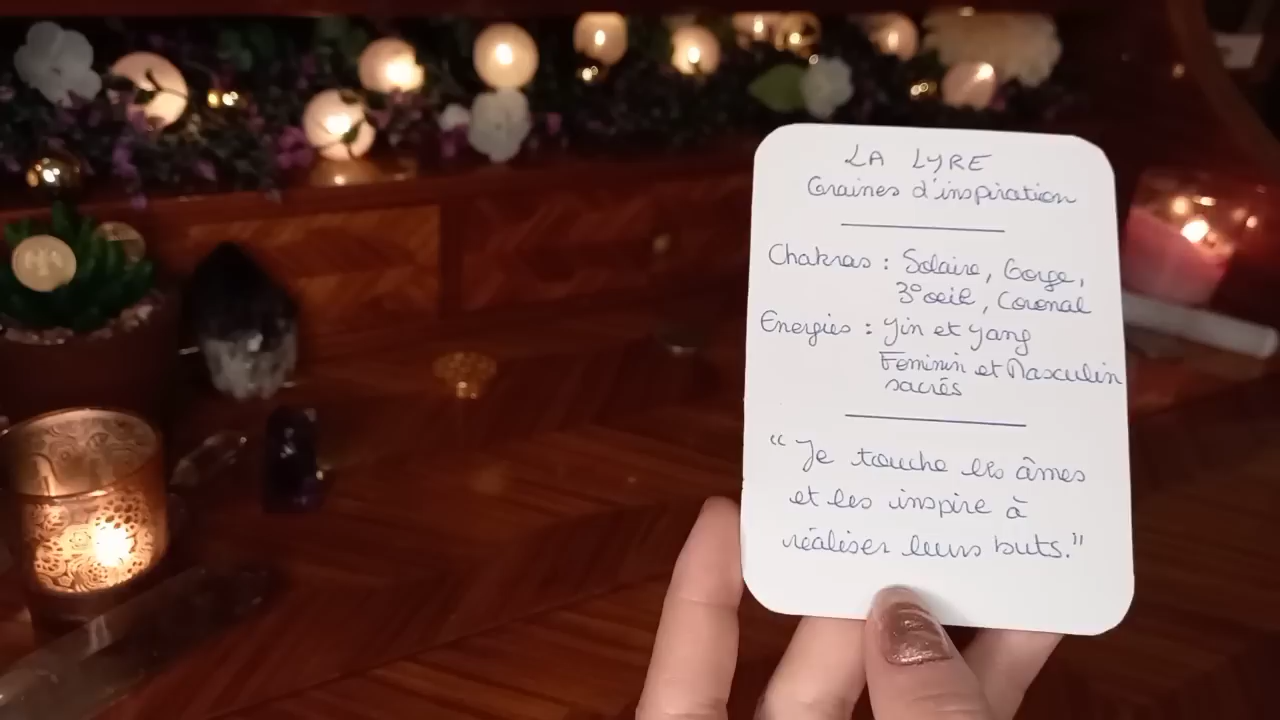 LA LYRE
Graines d'inspiration
Chakras : Solaire, Gorge,
3° oeil, Coronal
Energies : Yin et Yang
Feminin et Masculin
sacrés
"Je touche les âmes
et les inspire à
réaliser leurs buts."